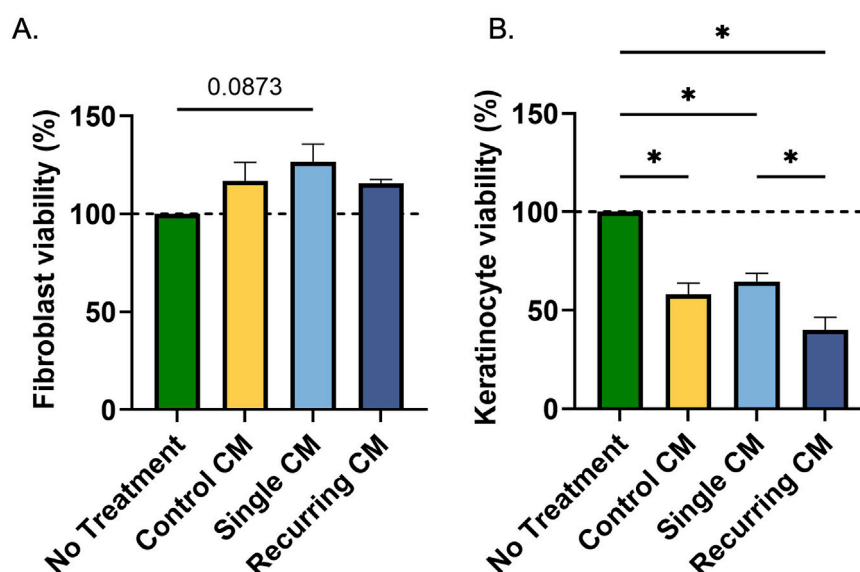 A.
0.0873
Fibroblast viability (%)
150
100
50
0
No Treatment
Control CM
Single CM
Recurring CM
B.
*
*
*
*
Keratinocyte viability (%)
150
100
50
0
No Treatment
Control CM
Single CM
Recurring CM